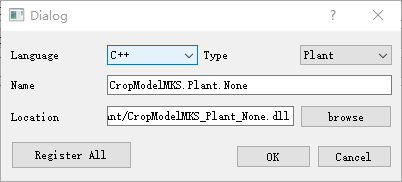 Dialog
Language C++ Type Plant
Name CropModelMKS.Plant.None
Location ant/CropModelMKS_Plant_None.dll browse
Register All OK Cancel